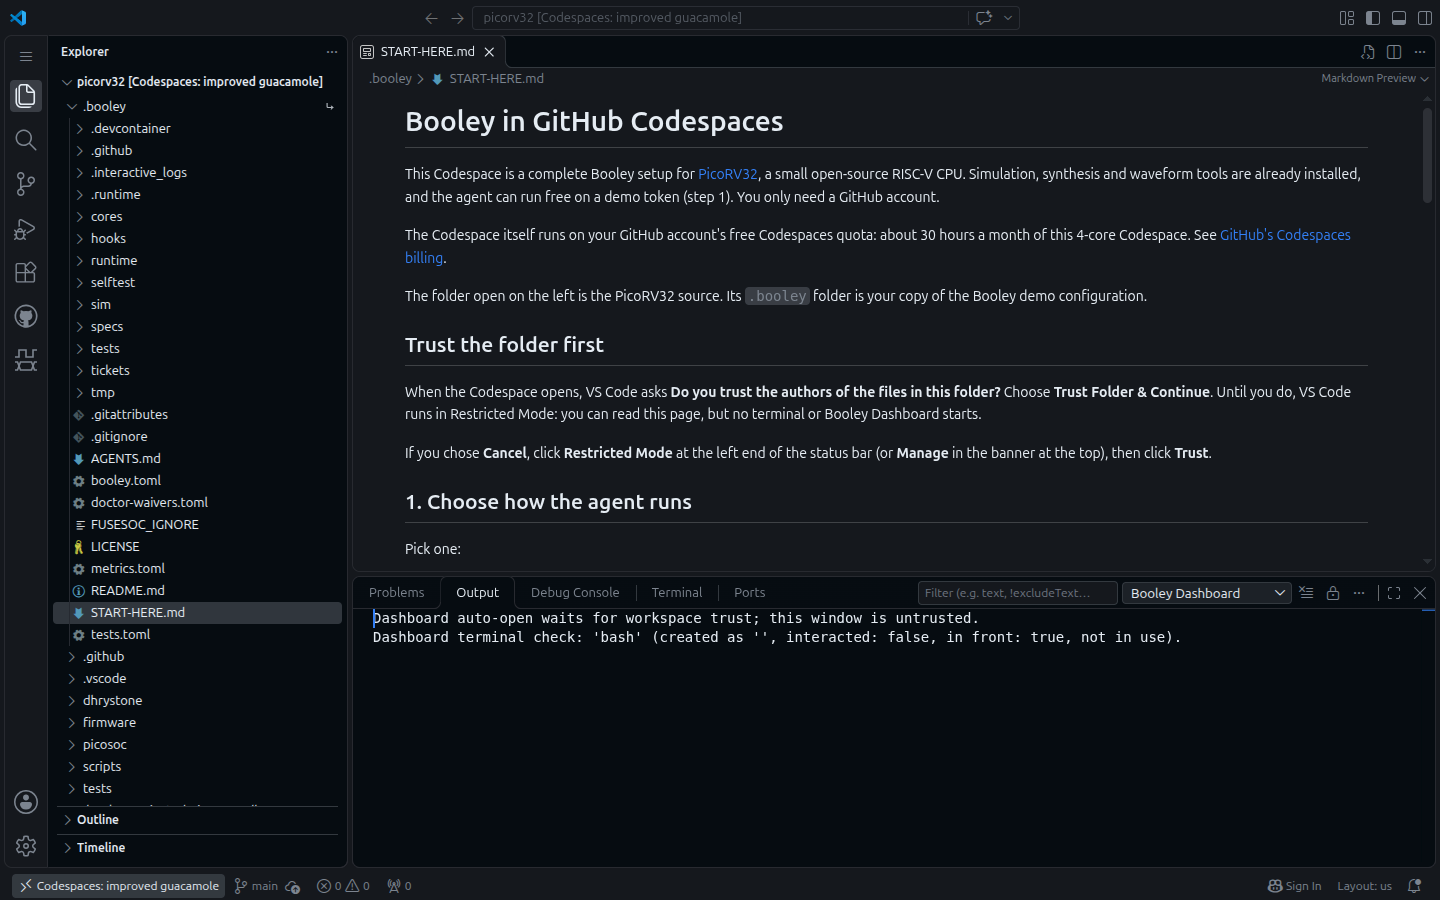 picorv32 [Codespaces: improved guacamole]
Explorer
picorv32 [Codespaces: improved guacamole]
.booley
.devcontainer
.github
.interactive_logs
.runtime
cores
hooks
runtime
selftest
sim
specs
tests
tickets
tmp
.gitattributes
.gitignore
AGENTS.md
booley.toml
doctor-waivers.toml
FUSESOC_IGNORE
LICENSE
metrics.toml
README.md
START-HERE.md
tests.toml
.github
.vscode
dhrystone
firmware
picosoc
scripts
tests
Outline
Timeline
START-HERE.md
.booley > START-HERE.md
Markdown Preview
Booley in GitHub Codespaces
This Codespace is a complete Booley setup for PicoRV32, a small open-source RISC-V CPU. Simulation, synthesis and waveform tools are already installed,
and the agent can run free on a demo token (step 1). You only need a GitHub account.
The Codespace itself runs on your GitHub account's free Codespaces quota: about 30 hours a month of this 4-core Codespace. See GitHub's Codespaces
billing.
The folder open on the left is the PicoRV32 source. Its .booley folder is your copy of the Booley demo configuration.
Trust the folder first
When the Codespace opens, VS Code asks Do you trust the authors of the files in this folder? Choose Trust Folder & Continue. Until you do, VS Code
runs in Restricted Mode: you can read this page, but no terminal or Booley Dashboard starts.
If you chose Cancel, click Restricted Mode at the left end of the status bar (or Manage in the banner at the top), then click Trust.
1. Choose how the agent runs
Pick one:
Problems Output Debug Console Terminal Ports
Filter (e.g. text, !excludeText...
Booley Dashboard
Dashboard auto-open waits for workspace trust; this window is untrusted.
Dashboard terminal check: 'bash' (created as '', interacted: false, in front: true, not in use).
Codespaces: improved guacamole main 0 0 0
Sign In Layout: us